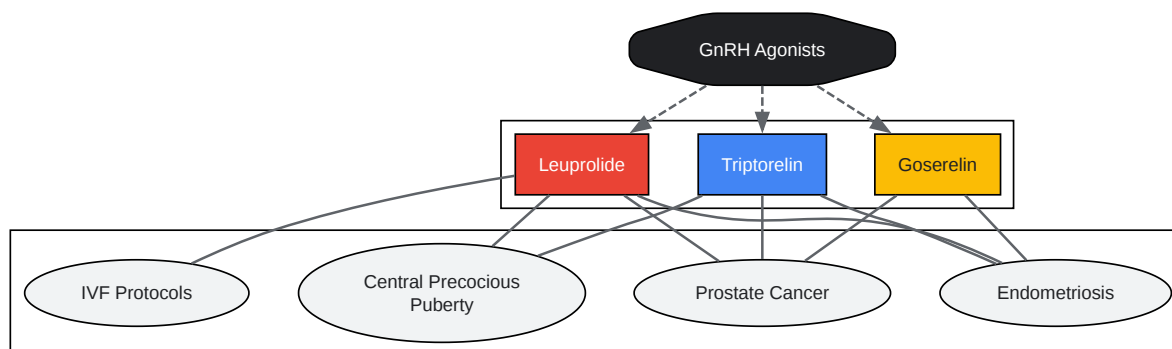 GnRH Agonists
Leuprolide
Triptorelin
Goserelin
IVF Protocols
Central Precocious
Puberty
Prostate Cancer
Endometriosis